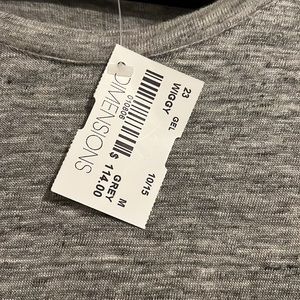 23 GEL 10/15
WIGGY M
GREY
$ 114.00
DIMENSIONS